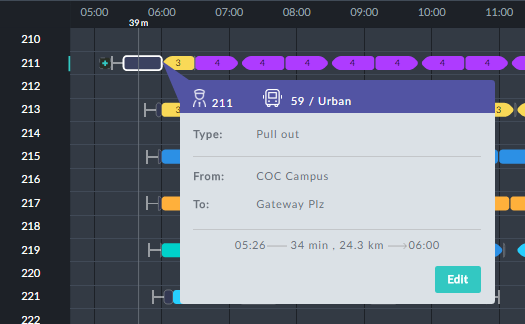 05:00 06:00 07:00 08:00 09:00 10:00 11:00
39m
210
211 3 4 4 4 4 4 4 4
212
213 3
215
216
217
218
219
220
221
222
211 59 / Urban
Type: Pull out
From: COC Campus
To: Gateway Plz
05:26 34 min , 24.3 km 06:00
Edit